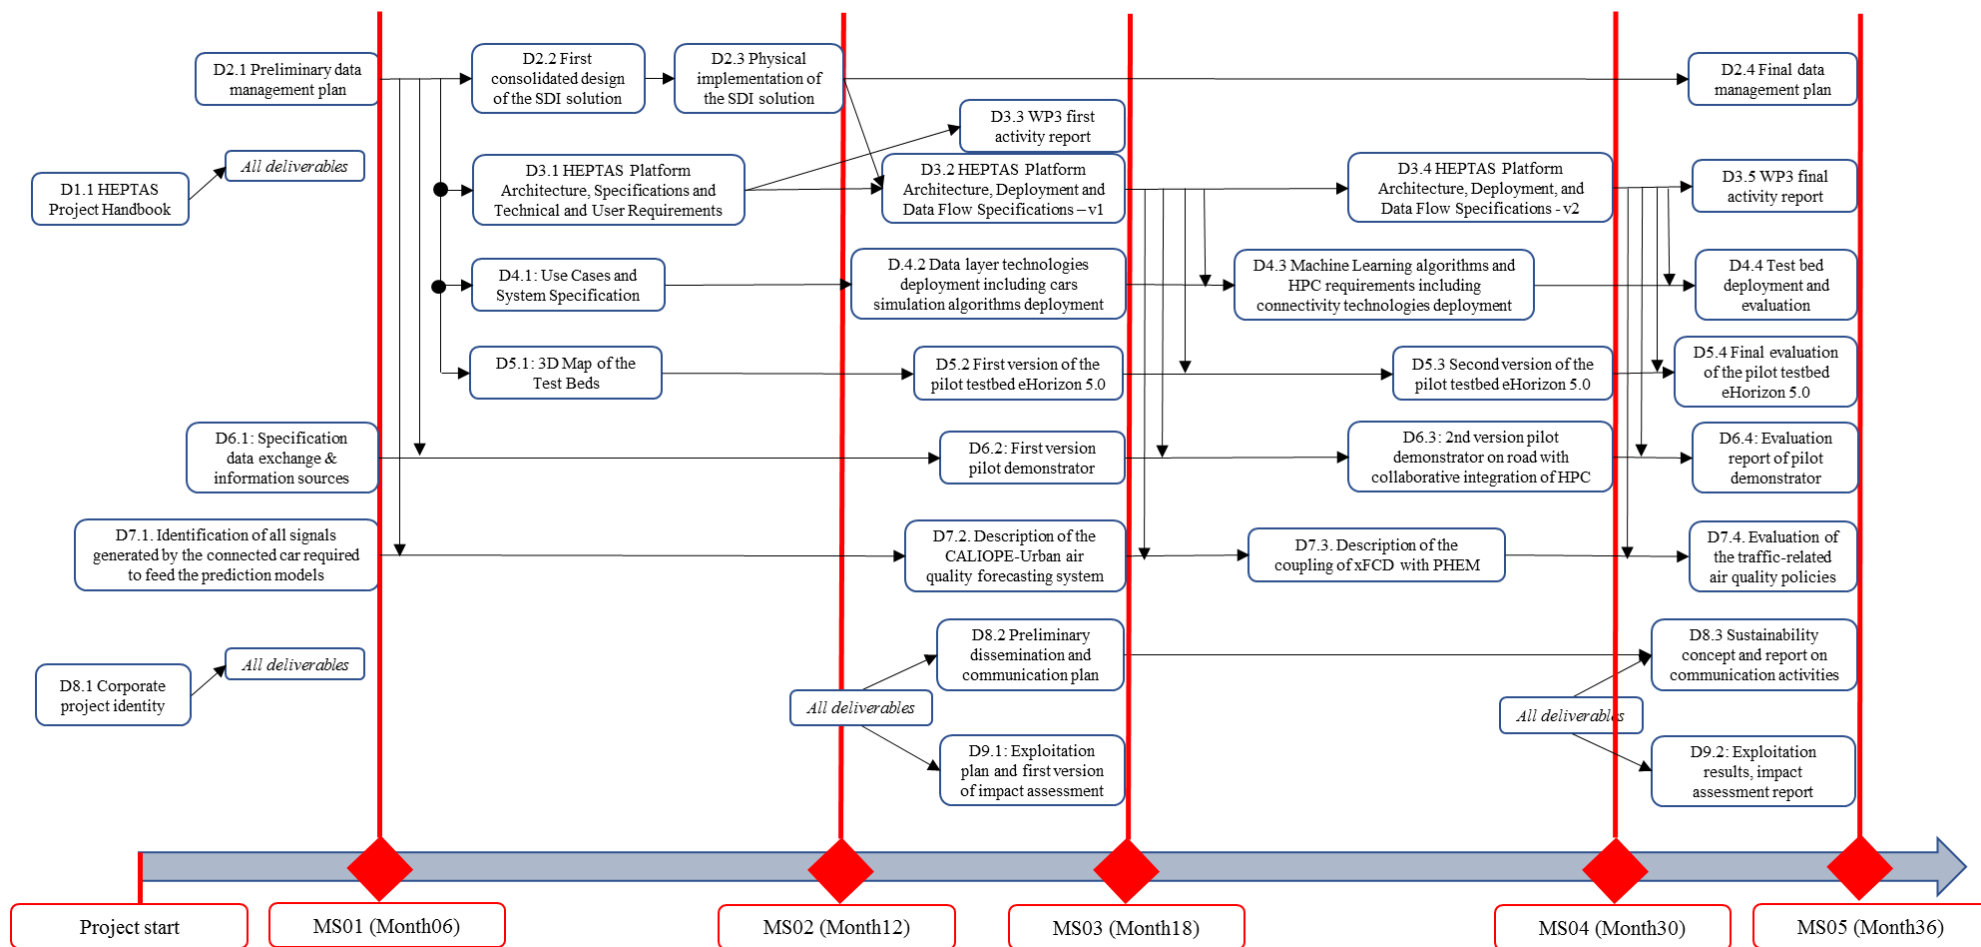 D2.1 Preliminary data
management plan
D2.2 First
consolidated design
of the SDI solution
D2.3 Physical
implementation of
the SDI solution
D2.4 Final data
management plan
D3.3 WP3 first
activity report
D1.1 HEPTAS
Project Handbook
All deliverables
D3.1 HEPTAS Platform
Architecture, Specifications and
Technical and User Requirements
D3.2 HEPTAS Platform
Architecture, Deployment and
Data Flow Specifications – v1
D3.4 HEPTAS Platform
Architecture, Deployment, and
Data Flow Specifications - v2
D3.5 WP3 final
activity report
D4.1: Use Cases and
System Specification
D.4.2 Data layer technologies
deployment including cars
simulation algorithms deployment
D4.3 Machine Learning algorithms and
HPC requirements including
connectivity technologies deployment
D4.4 Test bed
deployment and
evaluation
D5.1: 3D Map of the
Test Beds
D5.2 First version of the
pilot testbed eHorizon 5.0
D5.3 Second version of the
pilot testbed eHorizon 5.0
D5.4 Final evaluation
of the pilot testbed
eHorizon 5.0
D6.1: Specification
data exchange &
information sources
D6.2: First version
pilot demonstrator
D6.3: 2nd version pilot
demonstrator on road with
collaborative integration of HPC
D6.4: Evaluation
report of pilot
demonstrator
D7.1. Identification of all signals
generated by the connected car required
to feed the prediction models
D7.2. Description of the
CALIOPE-Urban air
quality forecasting system
D7.3. Description of the
coupling of xFCD with PHEM
D7.4. Evaluation of
the traffic-related
air quality policies
D8.1 Corporate
project identity
All deliverables
All deliverables
D8.2 Preliminary
dissemination and
communication plan
D9.1: Exploitation
plan and first version
of impact assessment
All deliverables
D8.3 Sustainability
concept and report on
communication activities
D9.2: Exploitation
results, impact
assessment report
Project start
MS01 (Month06)
MS02 (Month12)
MS03 (Month18)
MS04 (Month30)
MS05 (Month36)